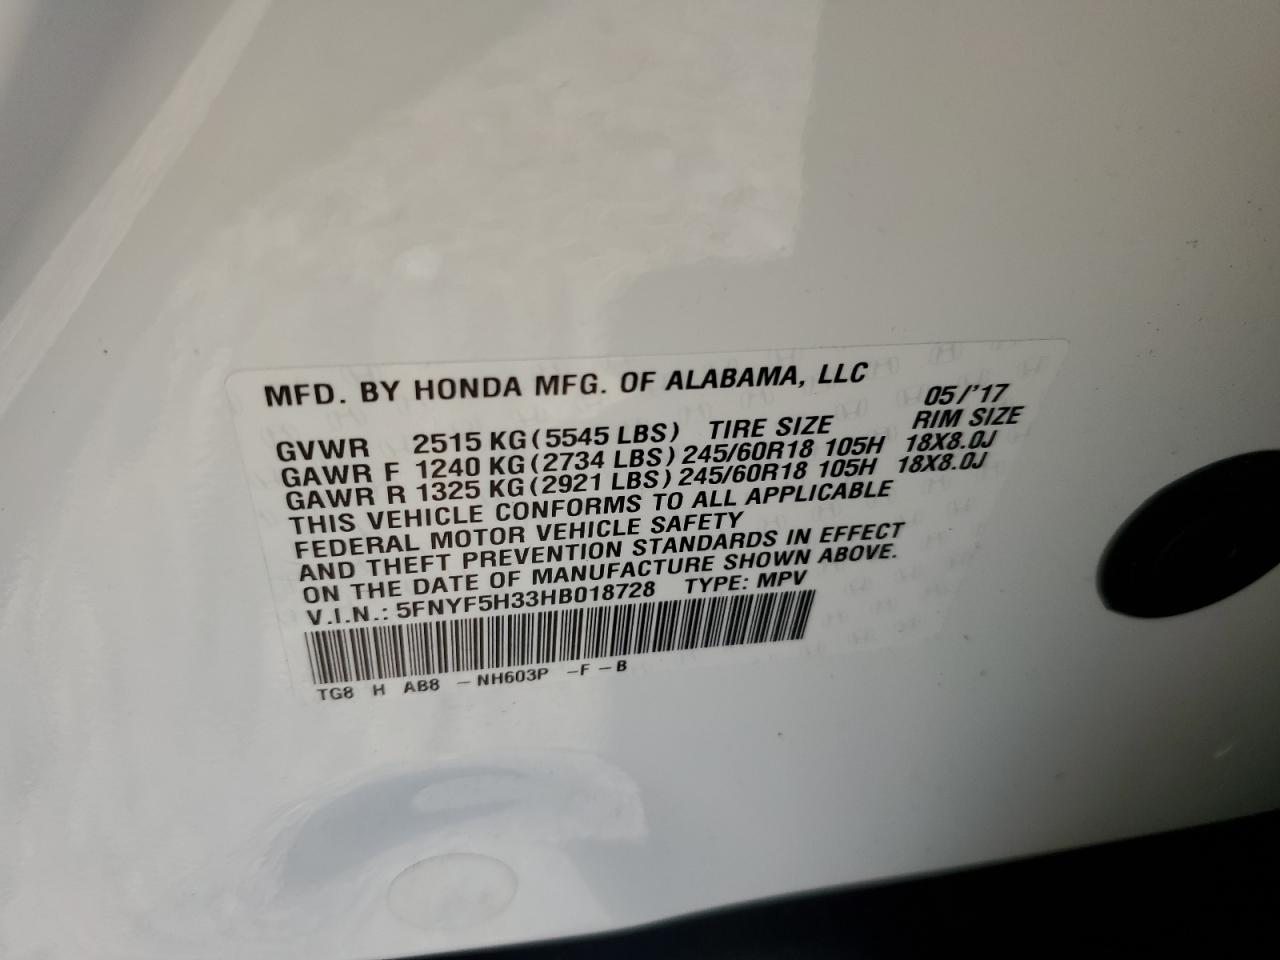 MFD. BY HONDA MFG. OF ALABAMA, LLC 05/'17
GVWR 2515 KG (5545 LBS) TIRE SIZE RIM SIZE
GAWR F 1240 KG (2734 LBS) 245/60R18 105H 18X8.0J
GAWR R 1325 KG (2921 LBS) 245/60R18 105H 18X8.0J
THIS VEHICLE CONFORMS TO ALL APPLICABLE
FEDERAL MOTOR VEHICLE SAFETY
AND THEFT PREVENTION STANDARDS IN EFFECT
ON THE DATE OF MANUFACTURE SHOWN ABOVE.
V.I.N.: 5FNYF5H33HB018728 TYPE: MPV
TG8 H AB8 -NH603P -F-B